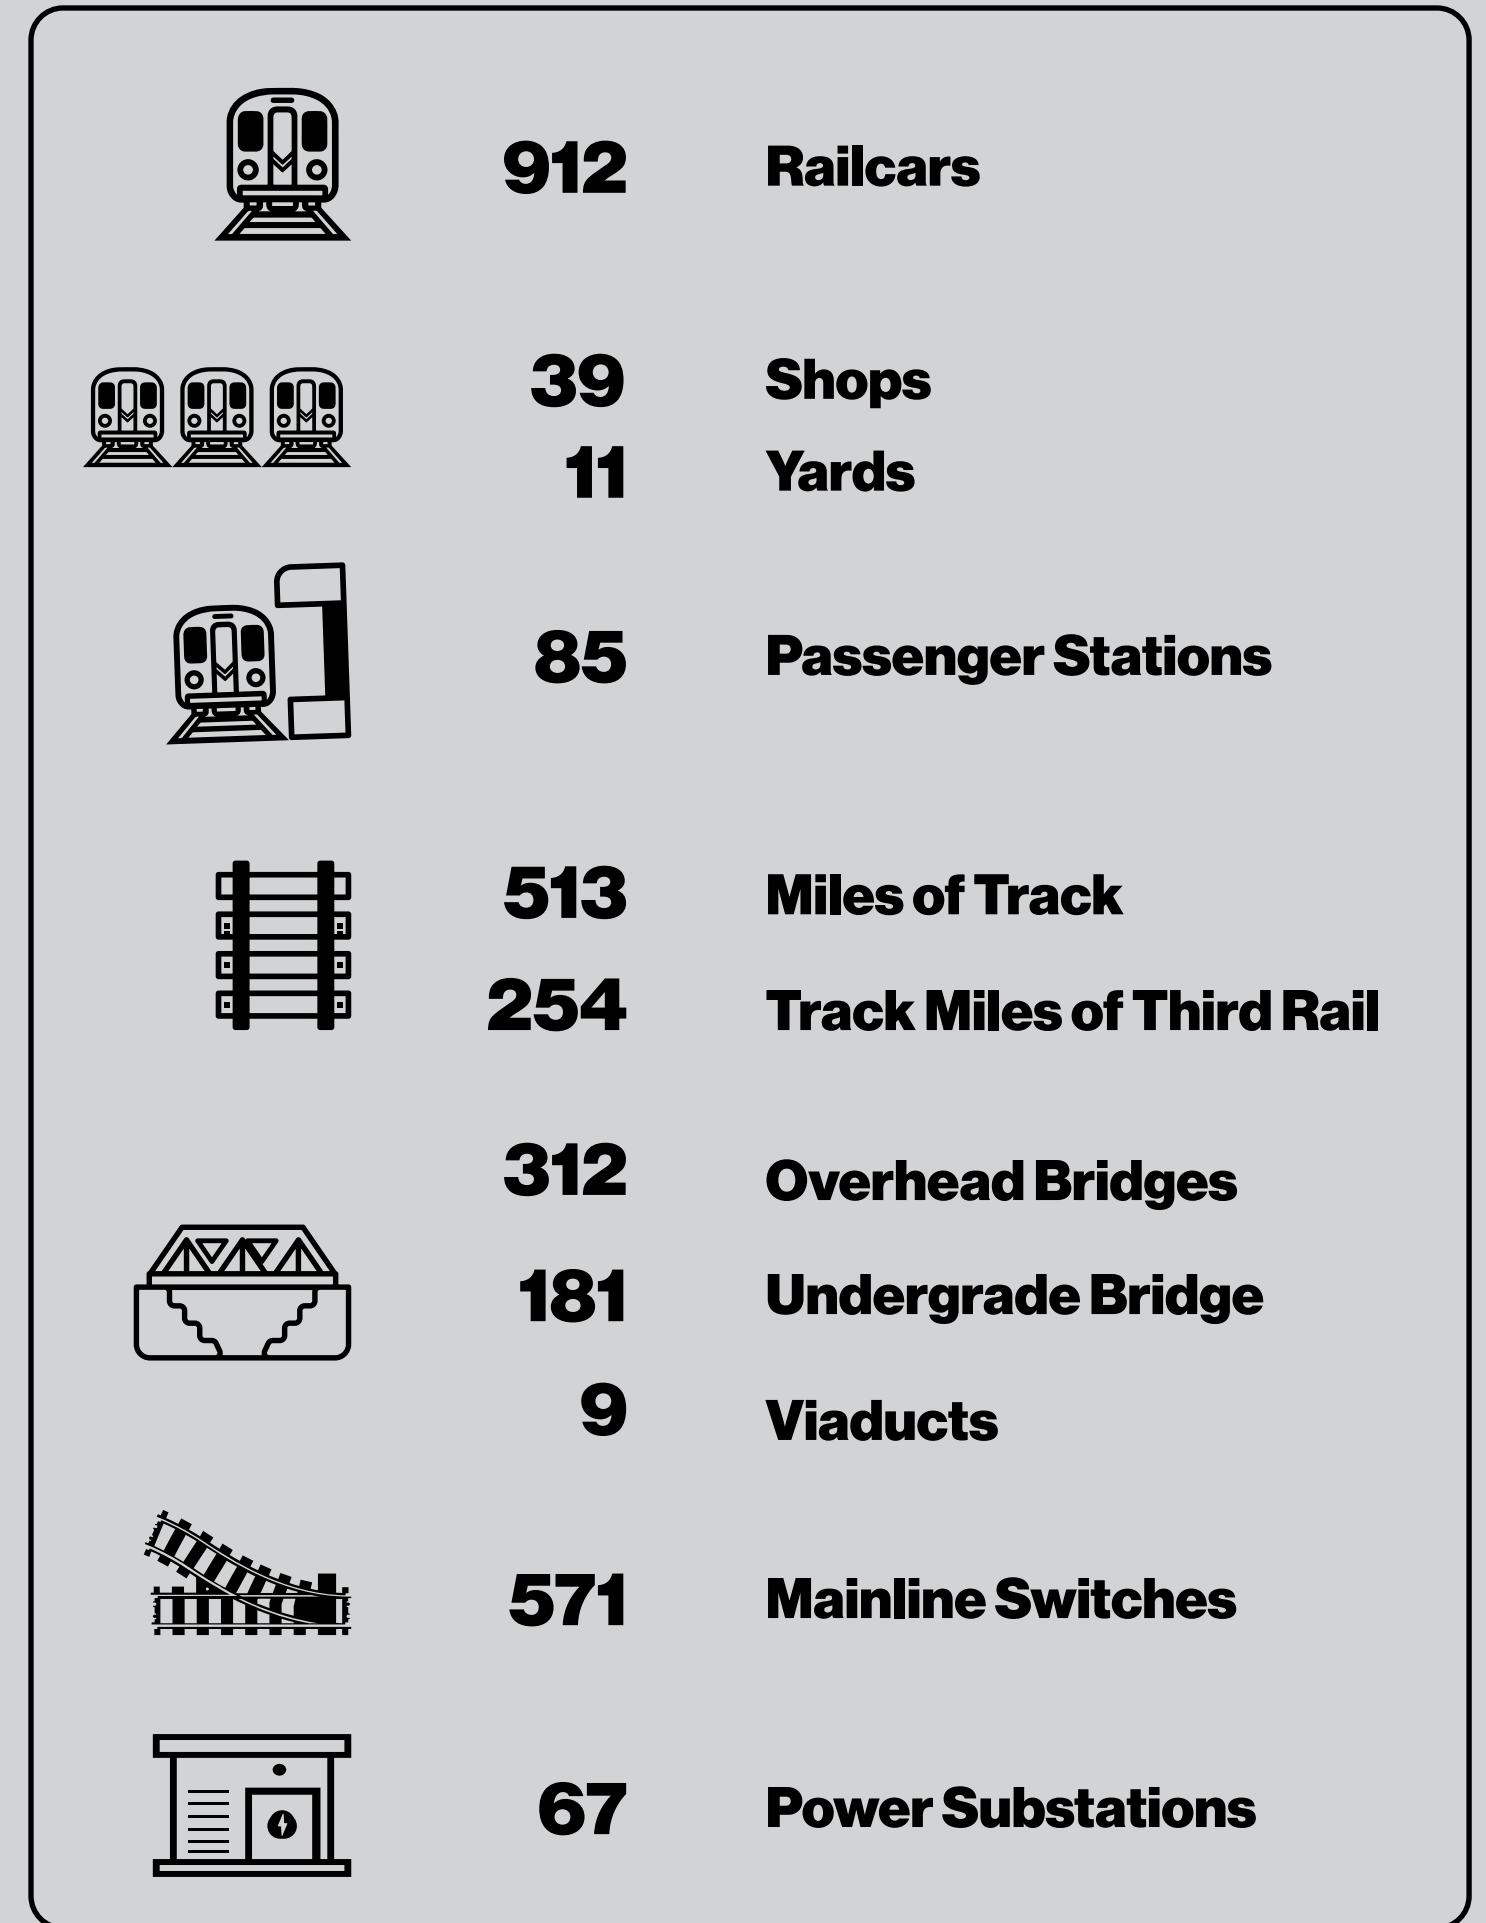 912 Railcars
39 Shops
11 Yards
85 Passenger Stations
513 Miles of Track
254 Track Miles of Third Rail
312 Overhead Bridges
181 Undergrade Bridge
9 Viaducts
571 Mainline Switches
67 Power Substations